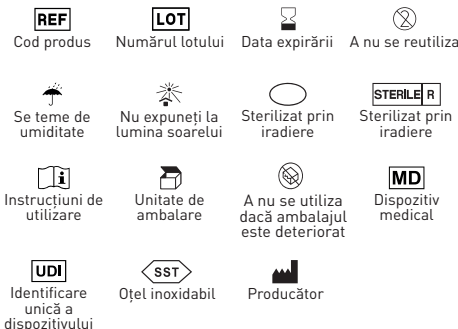 REF
LOT
Cod produs
Numărul lotului
Data expirării
A nu se reutiliza
2
STERILE R
Se teme de
umiditate
Nu expuneți la
lumina soarelui
Sterilizat prin
iradiere
Sterilizat prin
iradiere
i
MD
Instrucțiuni de
utilizare
Unitate de
ambalare
A nu se utiliza
dacă ambalajul
este deteriorat
Dispozitiv
medical
UDI
SST
Identificare
unică a
dispozitivului
Oțel inoxidabil
Producător